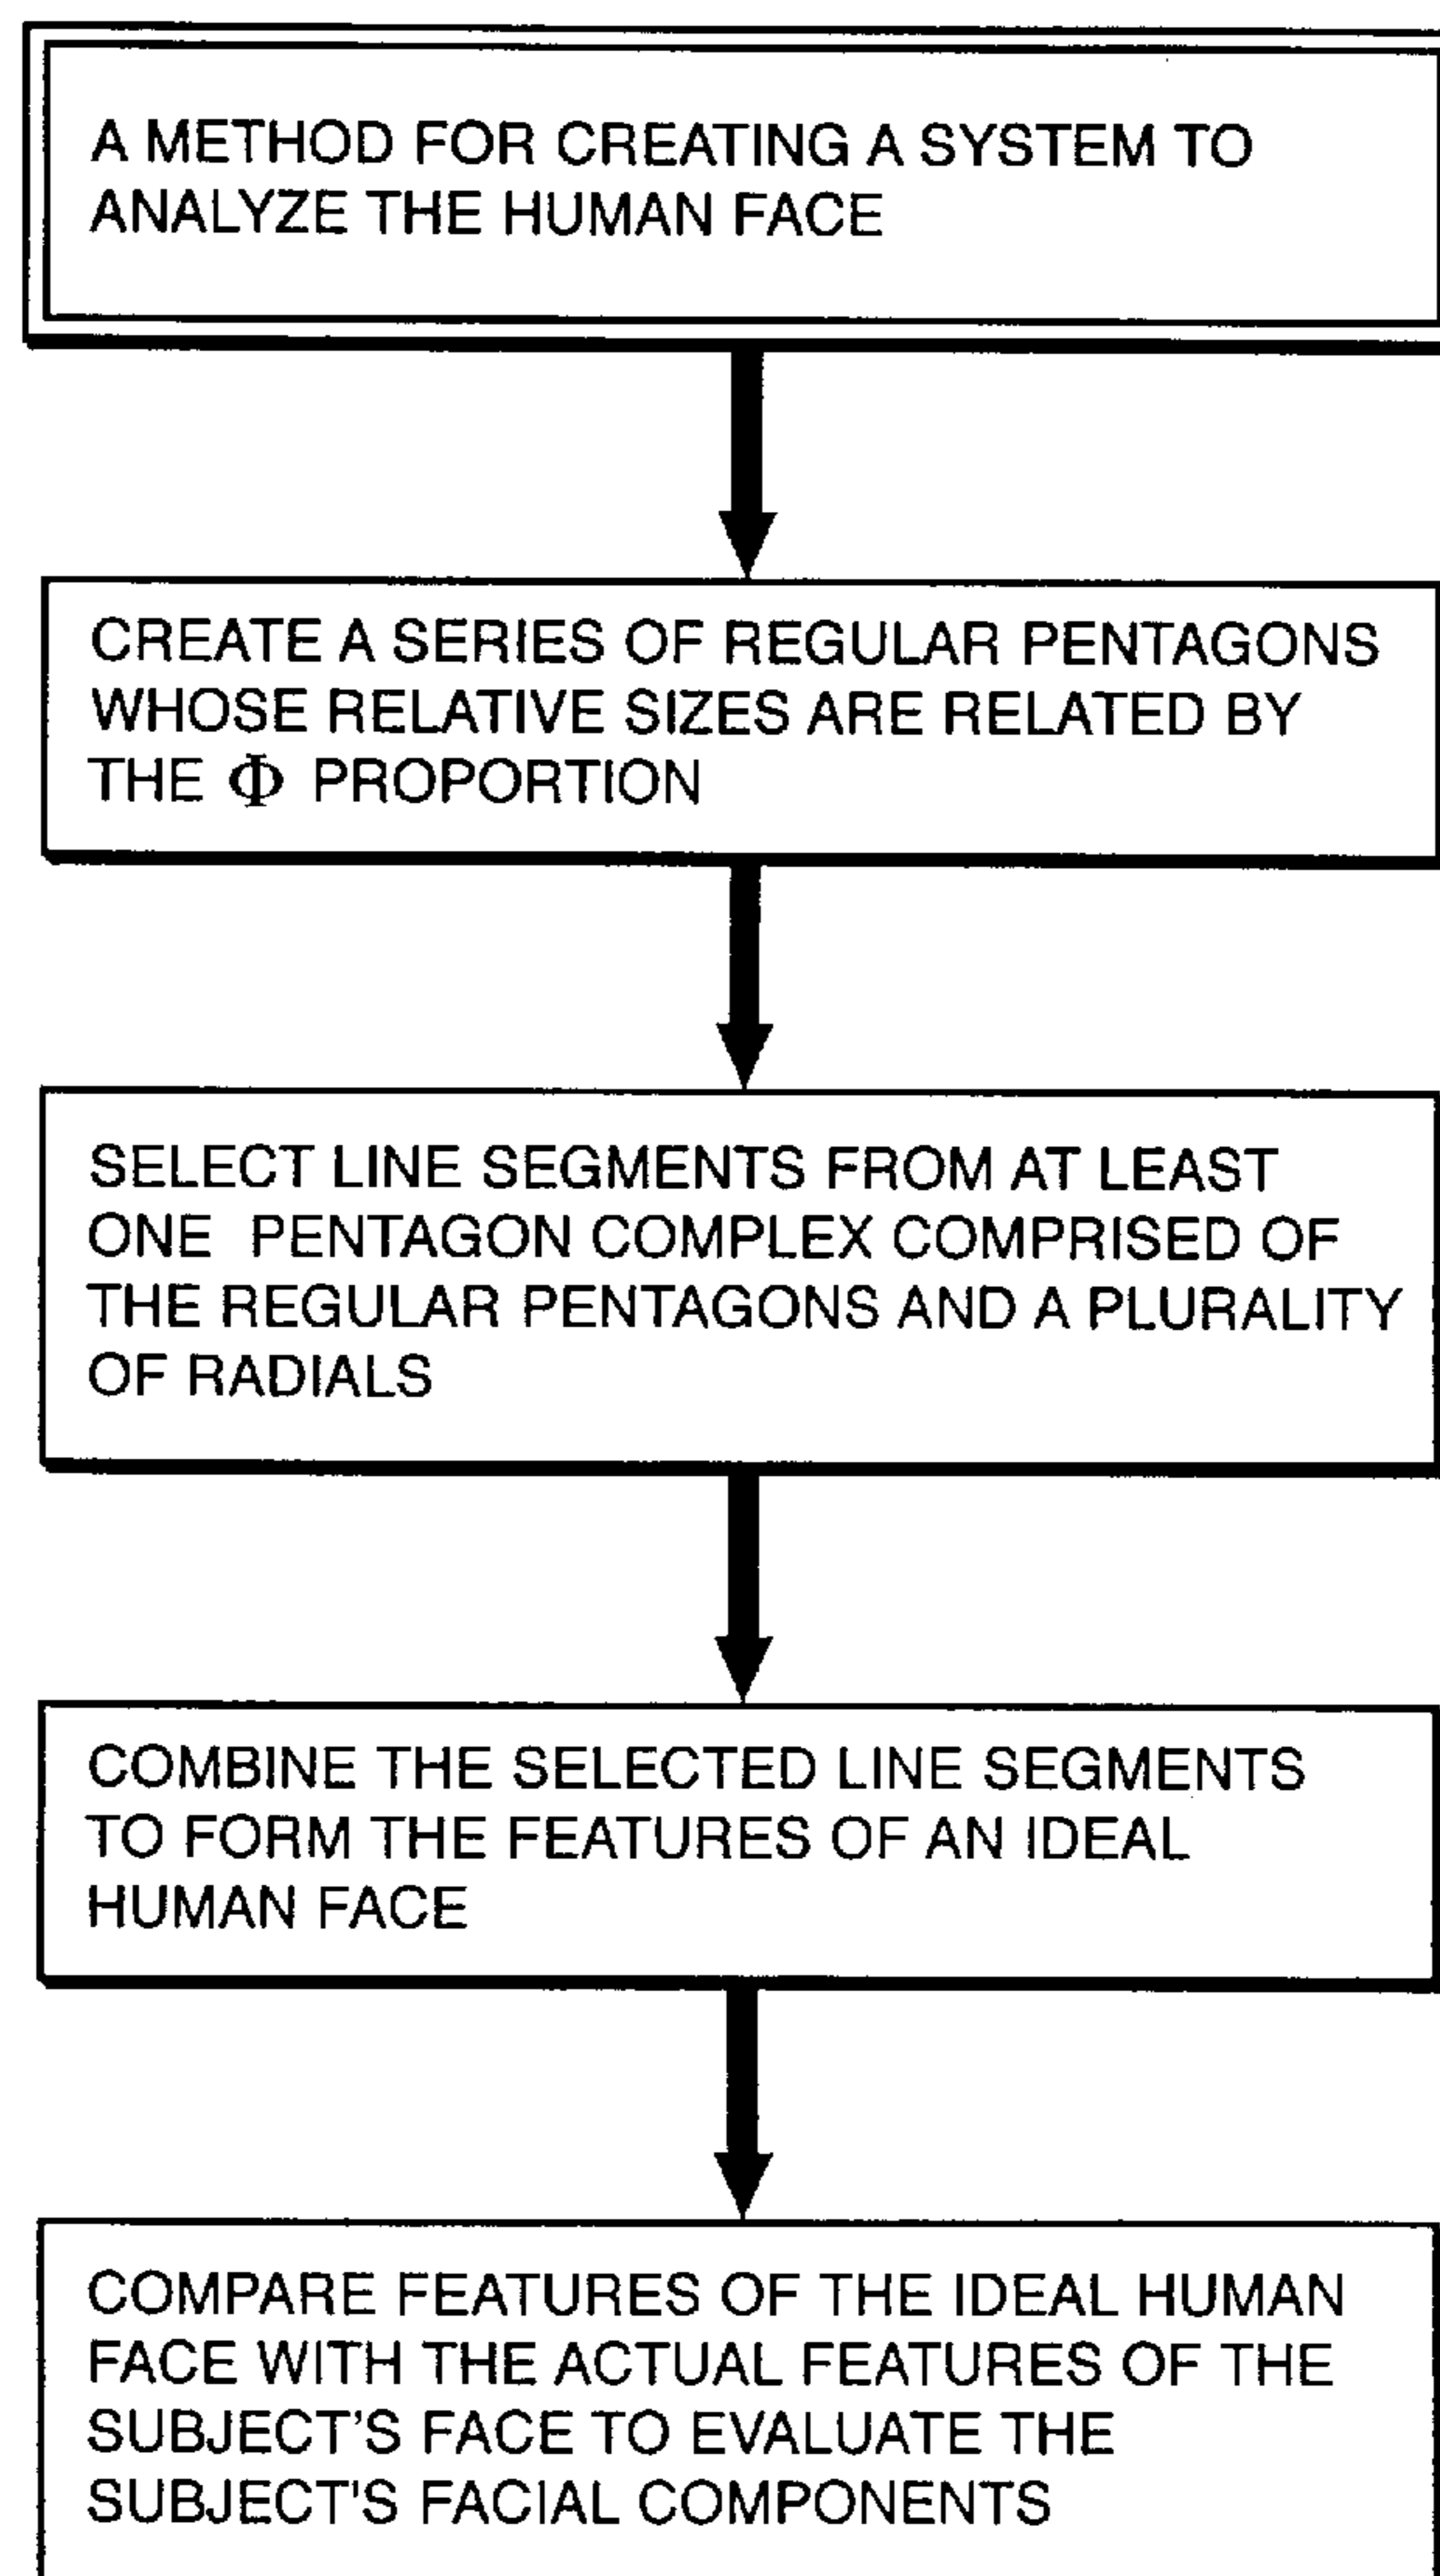 A METHOD FOR CREATING A SYSTEM TO
ANALYZE THE HUMAN FACE
CREATE A SERIES OF REGULAR PENTAGONS
WHOSE RELATIVE SIZES ARE RELATED BY
THE Φ PROPORTION
SELECT LINE SEGMENTS FROM AT LEAST
ONE PENTAGON COMPLEX COMPRISED OF
THE REGULAR PENTAGONS AND A PLURALITY
OF RADIALS
COMBINE THE SELECTED LINE SEGMENTS
TO FORM THE FEATURES OF AN IDEAL
HUMAN FACE
COMPARE FEATURES OF THE IDEAL HUMAN
FACE WITH THE ACTUAL FEATURES OF THE
SUBJECT'S FACE TO EVALUATE THE
SUBJECT'S FACIAL COMPONENTS